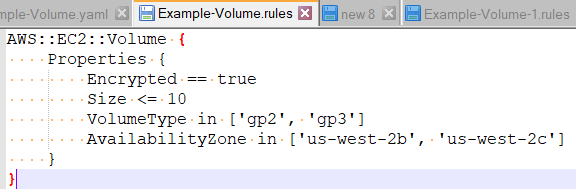 mple-Volume.yaml Example-Volume.rules new 8 Example-Volume-1.rules
AWS::EC2::Volume {
    Properties {
        Encrypted == true
        Size <= 10
        VolumeType in ['gp2', 'gp3']
        AvailabilityZone in ['us-west-2b', 'us-west-2c']
    }
}